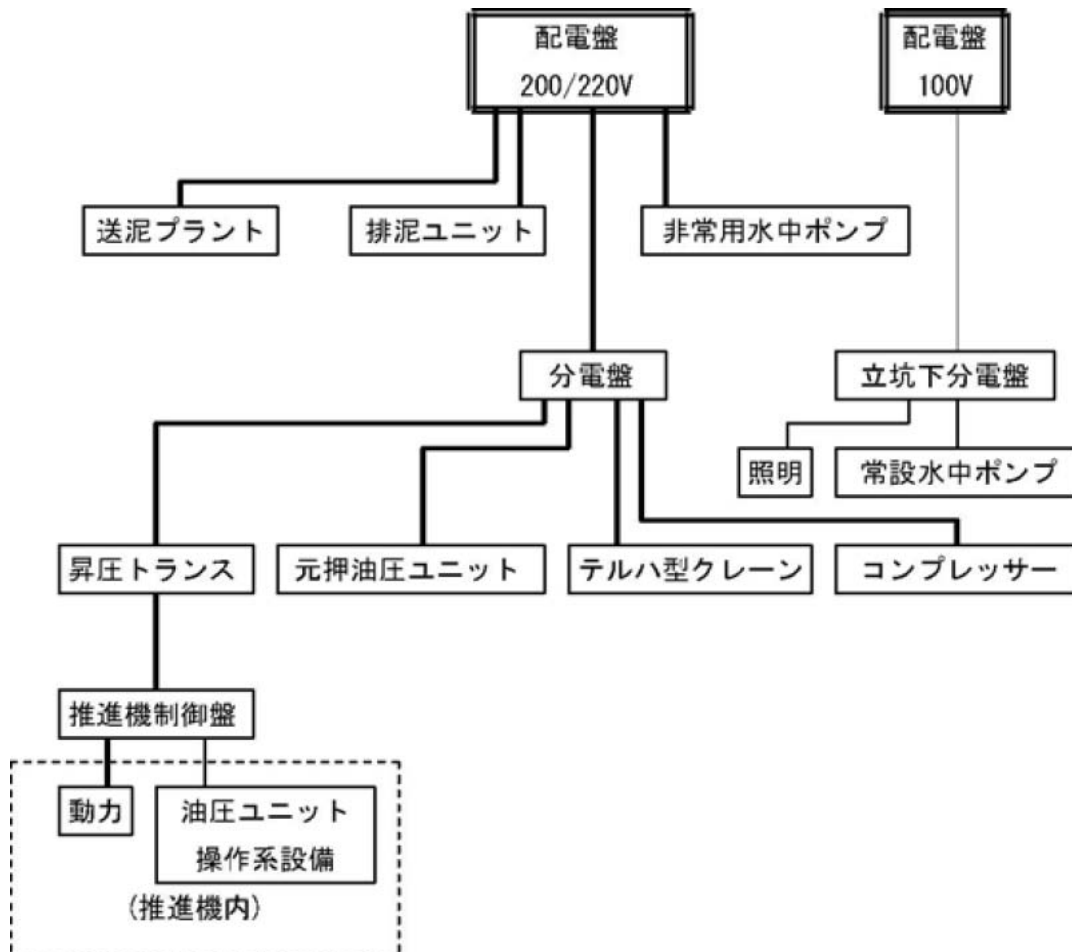 配電盤
200/220V
配電盤
100V
送泥プラント
排泥ユニット
非常用水中ポンプ
分電盤
立坑下分電盤
照明
常設水中ポンプ
昇圧トランス
元押油圧ユニット
テルハ型クレーン
コンプレッサー
推進機制御盤
動力
油圧ユニット
操作系設備
(推進機内)